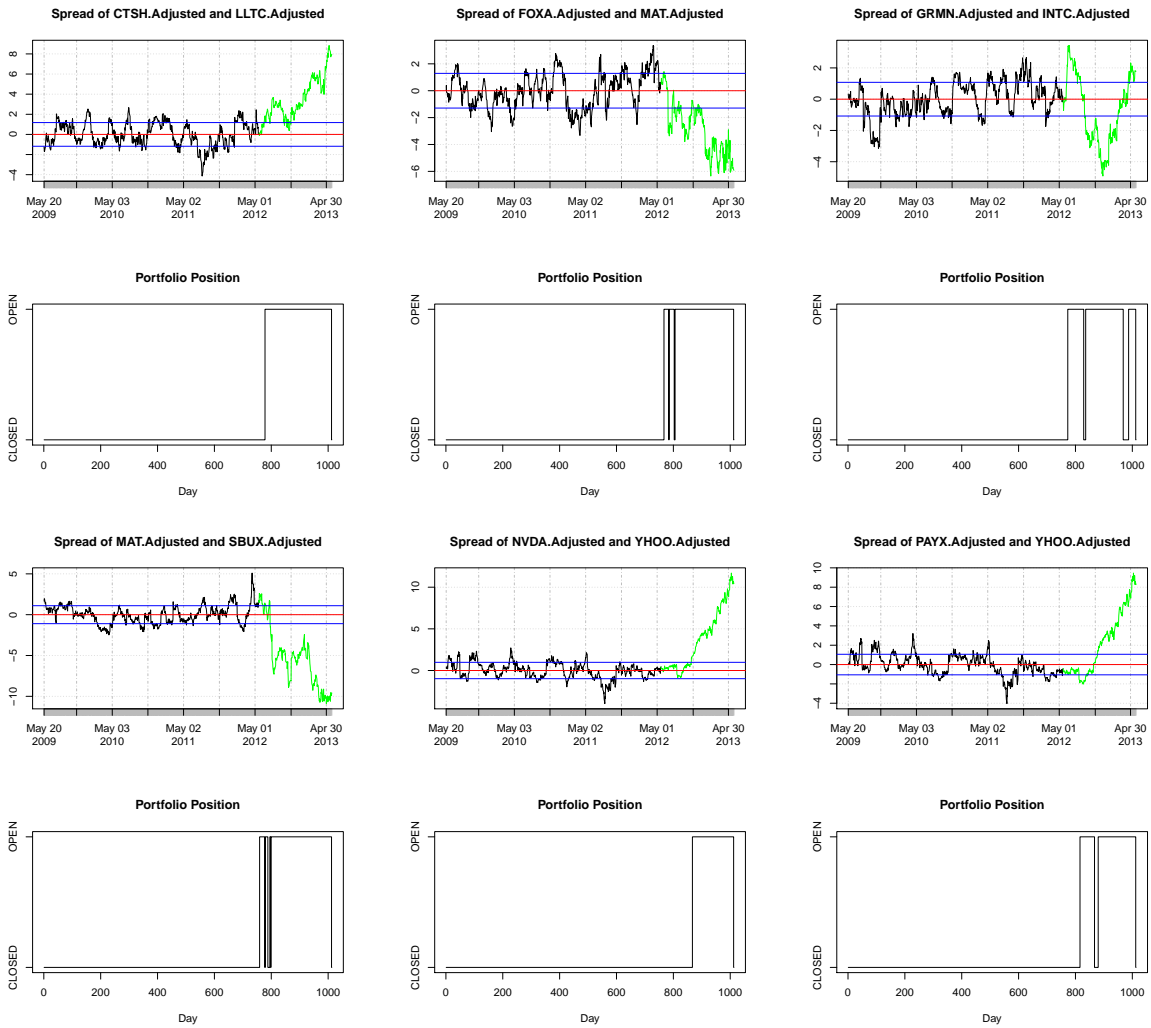 Spread of CTSH.Adjusted and LLTC.Adjusted
8
6
4
2
0
−4
May 20 2009
May 03 2010
May 02 2011
May 01 2012
Apr 30 2013
Spread of FOXA.Adjusted and MAT.Adjusted
4
2
0
−2
−4
−6
May 20 2009
May 03 2010
May 02 2011
May 01 2012
Apr 30 2013
Spread of GRMN.Adjusted and INTC.Adjusted
2
0
−2
−4
May 20 2009
May 03 2010
May 02 2011
May 01 2012
Apr 30 2013
Portfolio Position
OPEN
CLOSED
0 200 400 600 800 1000
Day
Portfolio Position
OPEN
CLOSED
0 200 400 600 800 1000
Day
Portfolio Position
OPEN
CLOSED
0 200 400 600 800 1000
Day
Spread of MAT.Adjusted and SBUX.Adjusted
5
0
−5
−10
May 20 2009
May 03 2010
May 02 2011
May 01 2012
Apr 30 2013
Spread of NVDA.Adjusted and YHOO.Adjusted
10
5
0
May 20 2009
May 03 2010
May 02 2011
May 01 2012
Apr 30 2013
Spread of PAYX.Adjusted and YHOO.Adjusted
10
8
6
4
2
0
−4
May 20 2009
May 03 2010
May 02 2011
May 01 2012
Apr 30 2013
Portfolio Position
OPEN
CLOSED
0 200 400 600 800 1000
Day
Portfolio Position
OPEN
CLOSED
0 200 400 600 800 1000
Day
Portfolio Position
OPEN
CLOSED
0 200 400 600 800 1000
Day